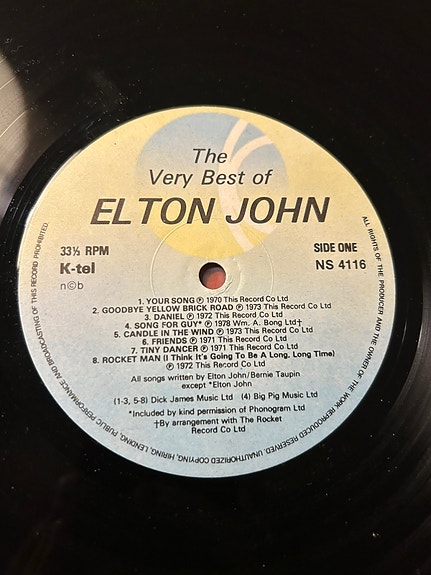 The
Very Best of
ELTON JOHN
33⅓ RPM
K-tel
n©b
SIDE ONE
NS 4116
1. YOUR SONG ℗ 1970 This Record Co Ltd
2. GOODBYE YELLOW BRICK ROAD ℗ 1973 This Record Co Ltd
3. DANIEL ℗ 1972 This Record Co Ltd
4. SONG FOR GUY* ℗ 1978 Wm. A. Bong Ltd†
5. CANDLE IN THE WIND ℗ 1973 This Record Co Ltd
6. FRIENDS ℗ 1971 This Record Co Ltd
7. TINY DANCER ℗ 1971 This Record Co Ltd
8. ROCKET MAN (I Think It's Going To Be A Long, Long Time)
℗ 1972 This Record Co Ltd
All songs written by Elton John/Bernie Taupin
except *Elton John
(1-3, 5-8) Dick James Music Ltd (4) Big Pig Music Ltd
*Included by kind permission of Phonogram Ltd
†By arrangement with The Rocket
Record Co Ltd
ALL RIGHTS OF THE PRODUCER AND THE OWNER OF THE WORK REPRODUCED RESERVED. UNAUTHORIZED COPYING, HIRING, LENDING, PUBLIC PERFORMANCE AND BROADCASTING OF THIS RECORD PROHIBITED.